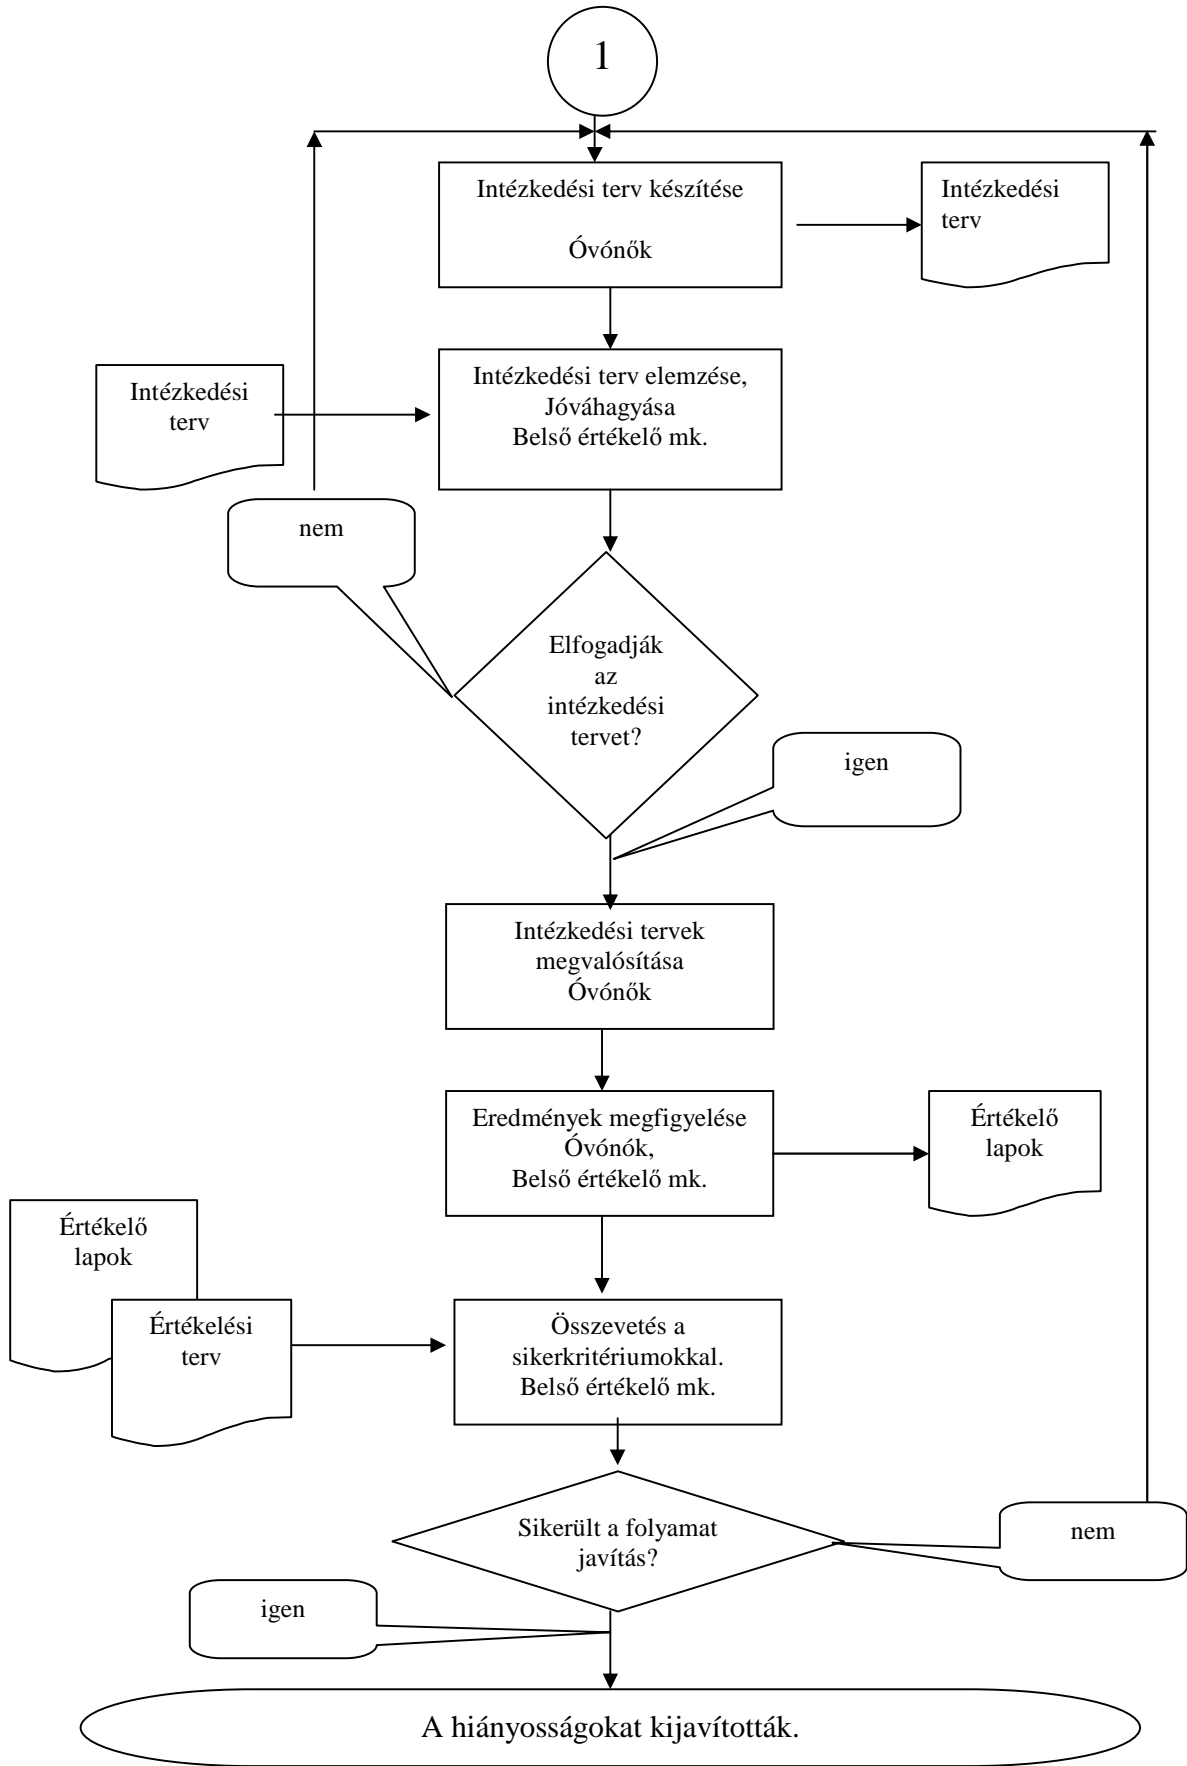 1
Intézkedési terv készítése
Óvónők
Intézkedési
terv
Intézkedési
terv
Intézkedési terv elemzése,
Jóváhagyása
Belső értékelő mk.
nem
Elfogadják
az
intézkedési
tervet?
igen
Intézkedési tervek
megvalósítása
Óvónők
Eredmények megfigyelése
Óvónók,
Belső értékelő mk.
Értékelő
lapok
Értékelő
lapok
Értékelési
terv
Összevetés a
sikerkritériumokkal.
Belső értékelő mk.
Sikerült a folyamat
javítás?
nem
igen
A hiányosságokat kijavították.